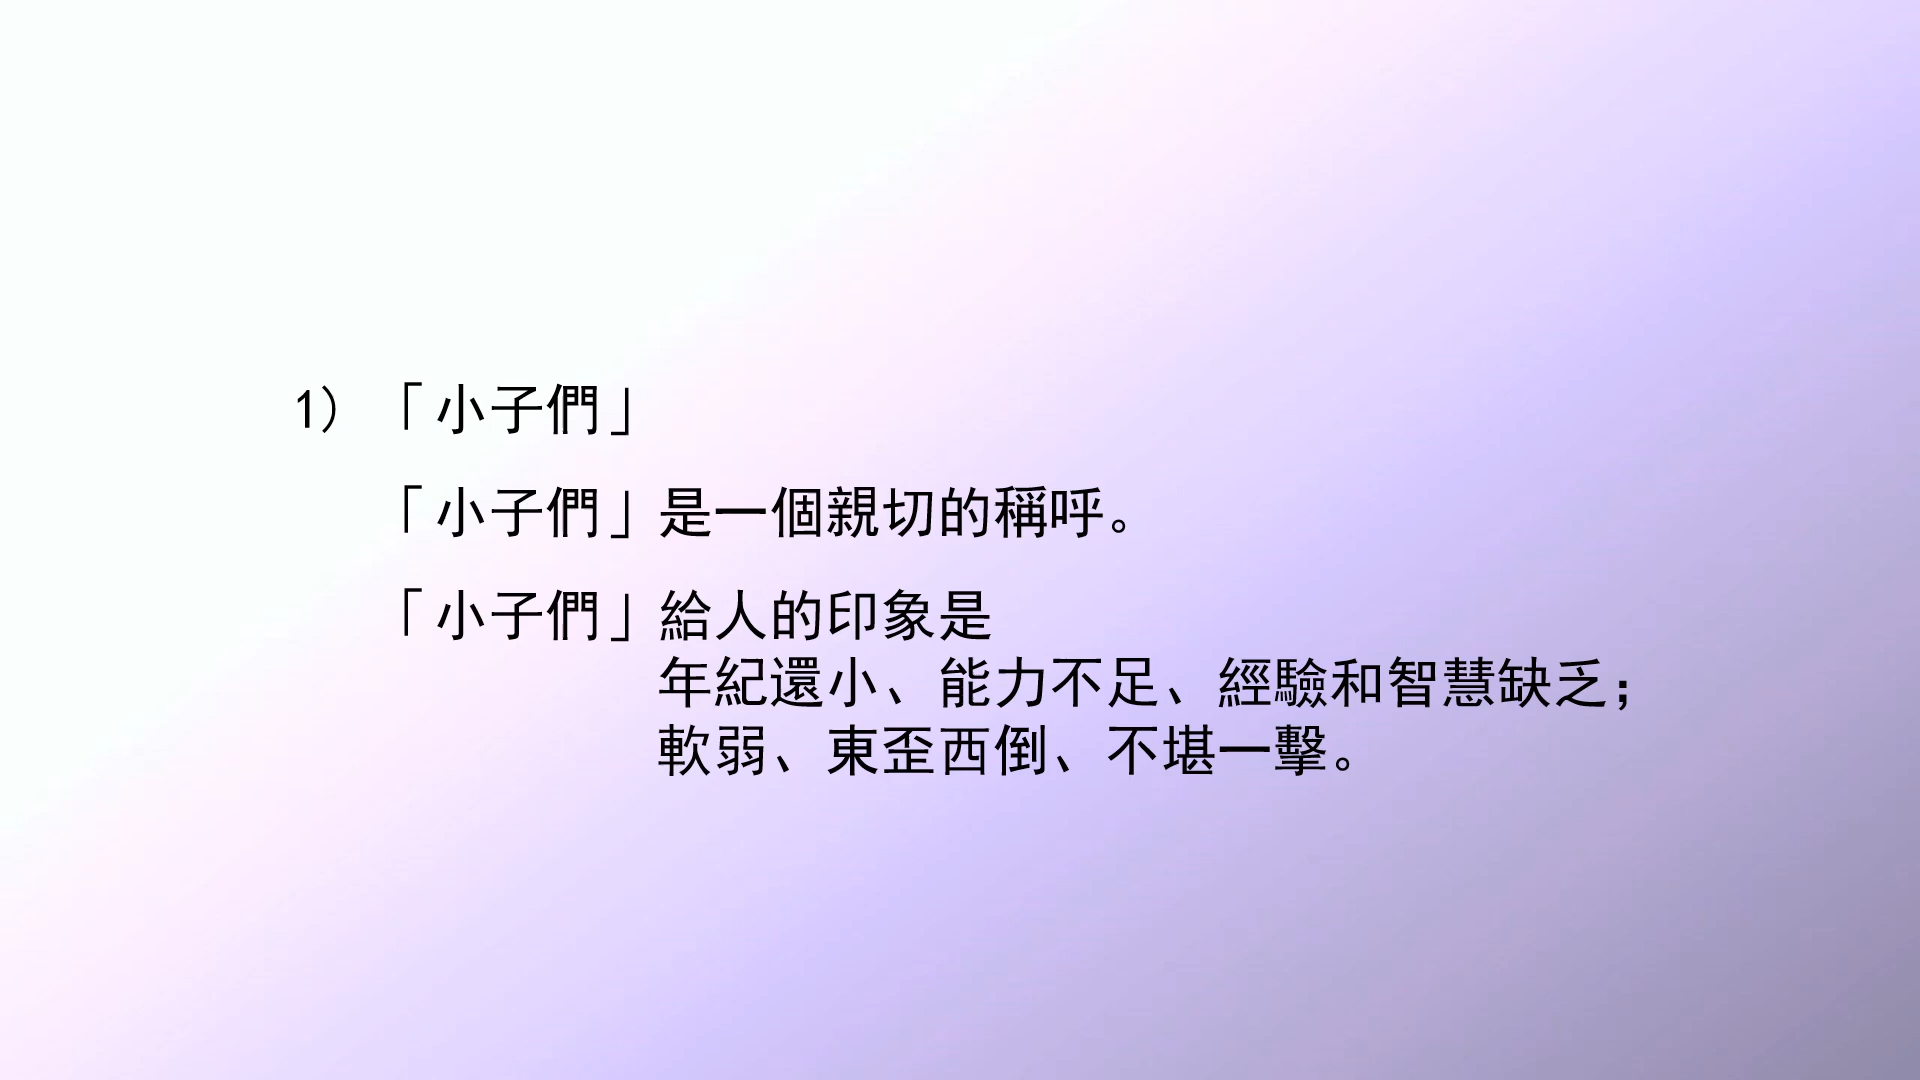 1) 「小子們」
「小子們」是一個親切的稱呼。
「小子們」給人的印象是
年紀還小、能力不足、經驗和智慧缺乏；
軟弱、東歪西倒、不堪一擊。